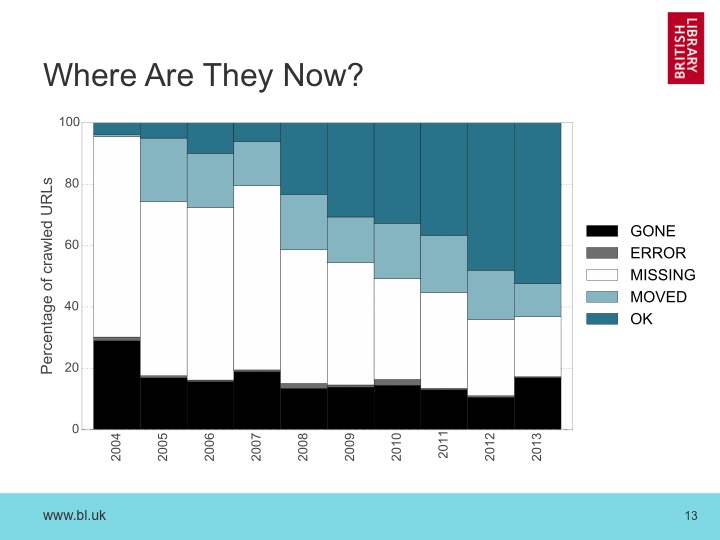 LIBRARY
BRITISH
Where Are They Now?
Percentage of crawled URLs
100
80
60
40
20
0
2004
2005
2006
2007
2008
2009
2010
2011
2012
2013
GONE
ERROR
MISSING
MOVED
OK
www.bl.uk
13